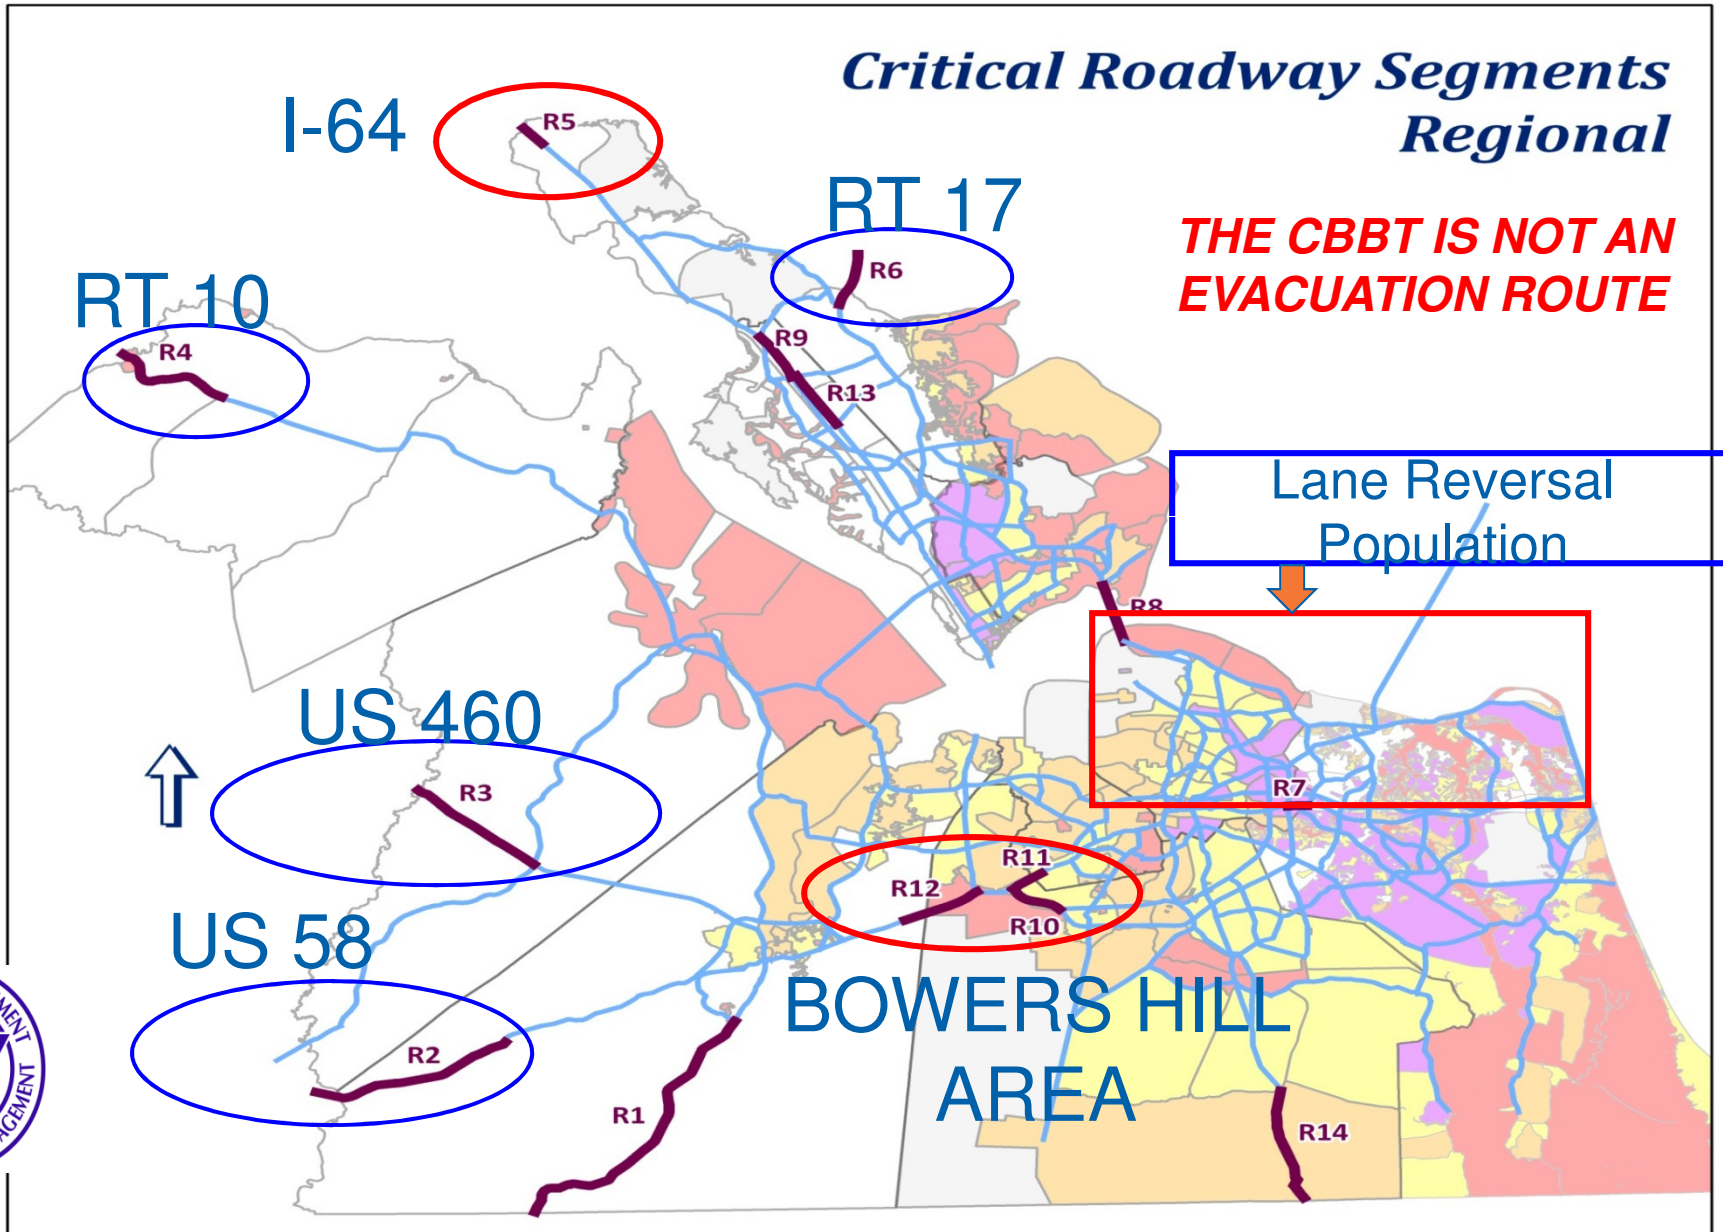 Critical Roadway Segments
Regional
I-64
R5
RT 17
THE CBBT IS NOT AN
EVACUATION ROUTE
R6
RT 10
R4
R9
R13
Lane Reversal
Population
R8
US 460
R3
R7
R11
R12
R10
US 58
BOWERS HILL
AREA
R2
R1
R14